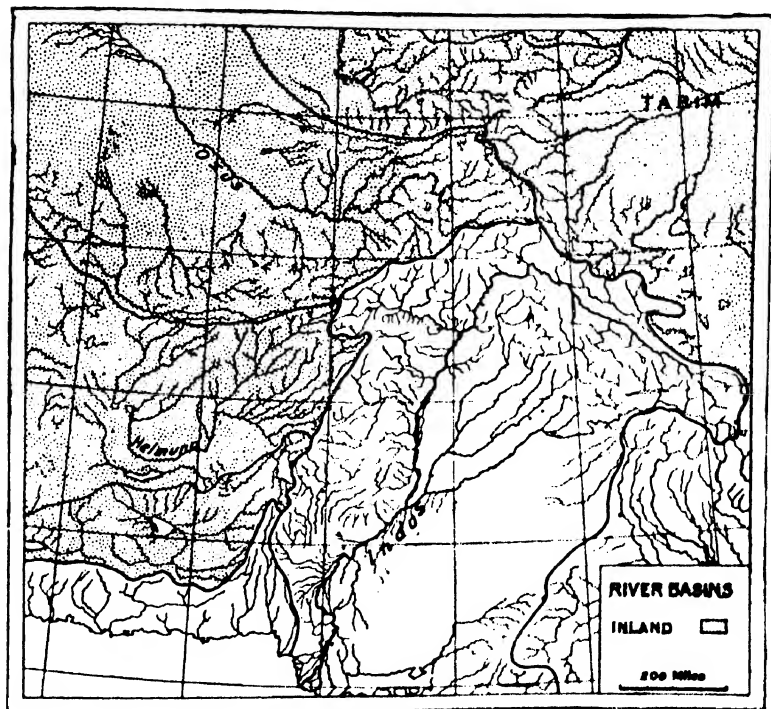 TARIM
OXUS
Helmund
Indus
RIVER BASINS
INLAND
200 Miles